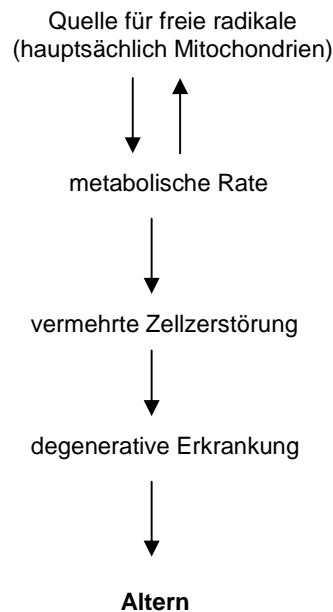 Quelle für freie radikale
(hauptsächlich Mitochondrien)
metabolische Rate
vermehrte Zellzerstörung
degenerative Erkrankung
Altern